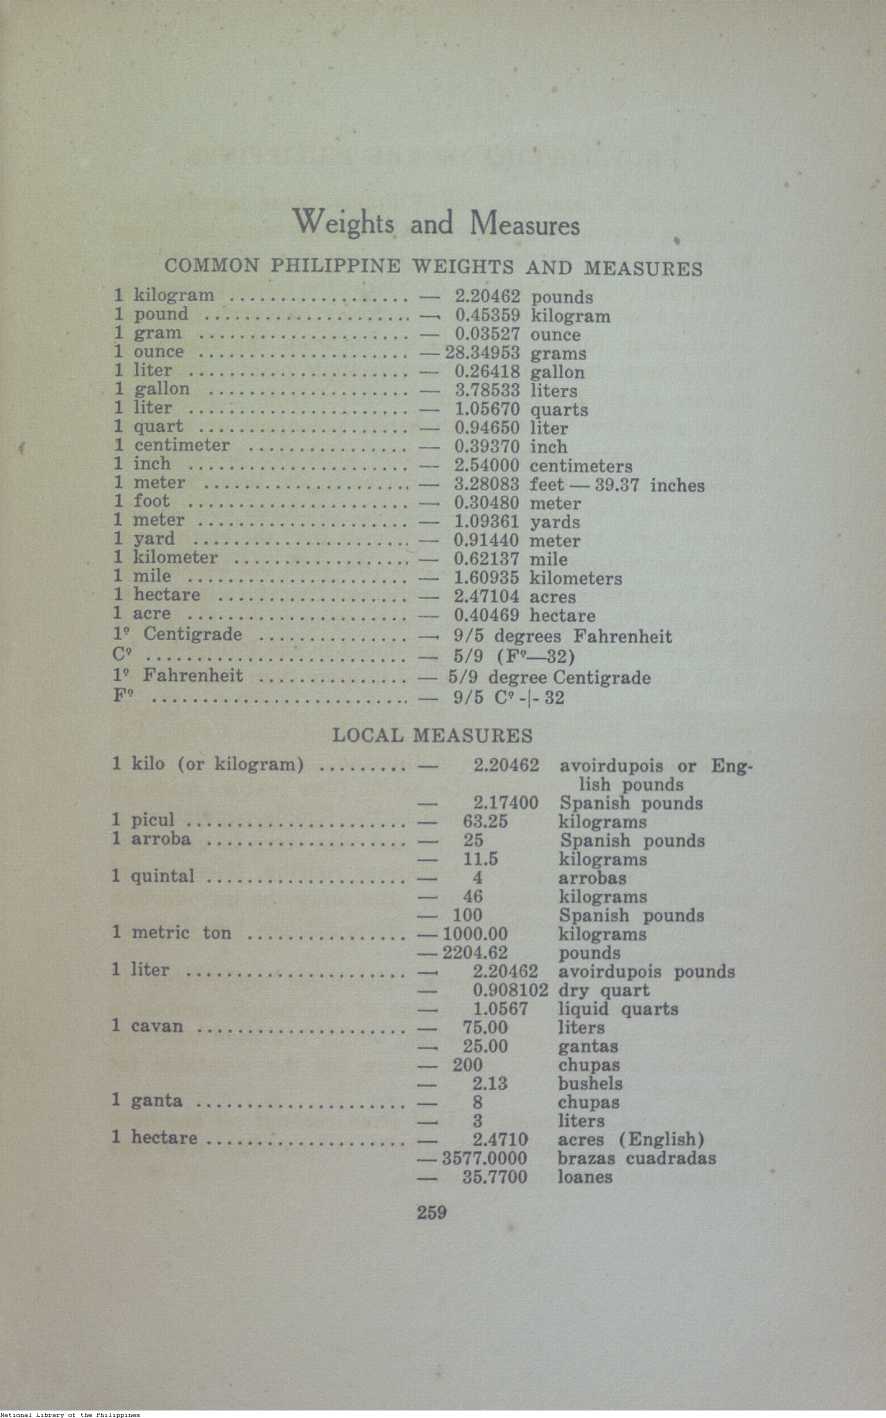 Weights and Measures
COMMON PHILIPPINE WEIGHTS AND MEASURES
1 kilogram .................. — 2.20462 pounds
1 pound ..................... — 0.45359 kilogram
1 gram ..................... — 0.03527 ounce
1 ounce ..................... — 28.34953 grams
1 liter ...................... — 0.26418 gallon
1 gallon .................... — 3.78533 liters
1 liter ...................... — 1.05670 quarts
1 quart ..................... — 0.94650 liter
1 centimeter ................ — 0.39370 inch
1 inch ...................... — 2.54000 centimeters
1 meter ..................... — 3.28083 feet — 39.37 inches
1 foot ...................... — 0.30480 meter
1 meter ..................... — 1.09361 yards
1 yard ...................... — 0.91440 meter
1 kilometer .................. — 0.62137 mile
1 mile ...................... — 1.60935 kilometers
1 hectare ................... — 2.47104 acres
1 acre ...................... — 0.40469 hectare
1º Centigrade ............... — 9/5 degrees Fahrenheit
Cº .......................... — 5/9 (Fº—32)
1º Fahrenheit ............... — 5/9 degree Centigrade
Fº .......................... — 9/5 Cº -|- 32
LOCAL MEASURES
1 kilo (or kilogram) ......... — 2.20462 avoirdupois or Eng-
lish pounds
— 2.17400 Spanish pounds
1 picul ...................... — 63.25 kilograms
1 arroba .................... — 25 Spanish pounds
— 11.5 kilograms
1 quintal .................... — 4 arrobas
— 46 kilograms
— 100 Spanish pounds
1 metric ton ................ — 1000.00 kilograms
— 2204.62 pounds
1 liter ...................... — 2.20462 avoirdupois pounds
— 0.908102 dry quart
— 1.0567 liquid quarts
1 cavan ..................... — 75.00 liters
— 25.00 gantas
— 200 chupas
— 2.13 bushels
1 ganta ..................... — 8 chupas
— 3 liters
1 hectare .................... — 2.4710 acres (English)
— 3577.0000 brazas cuadradas
— 35.7700 loanes
259
National Library of the Philippines